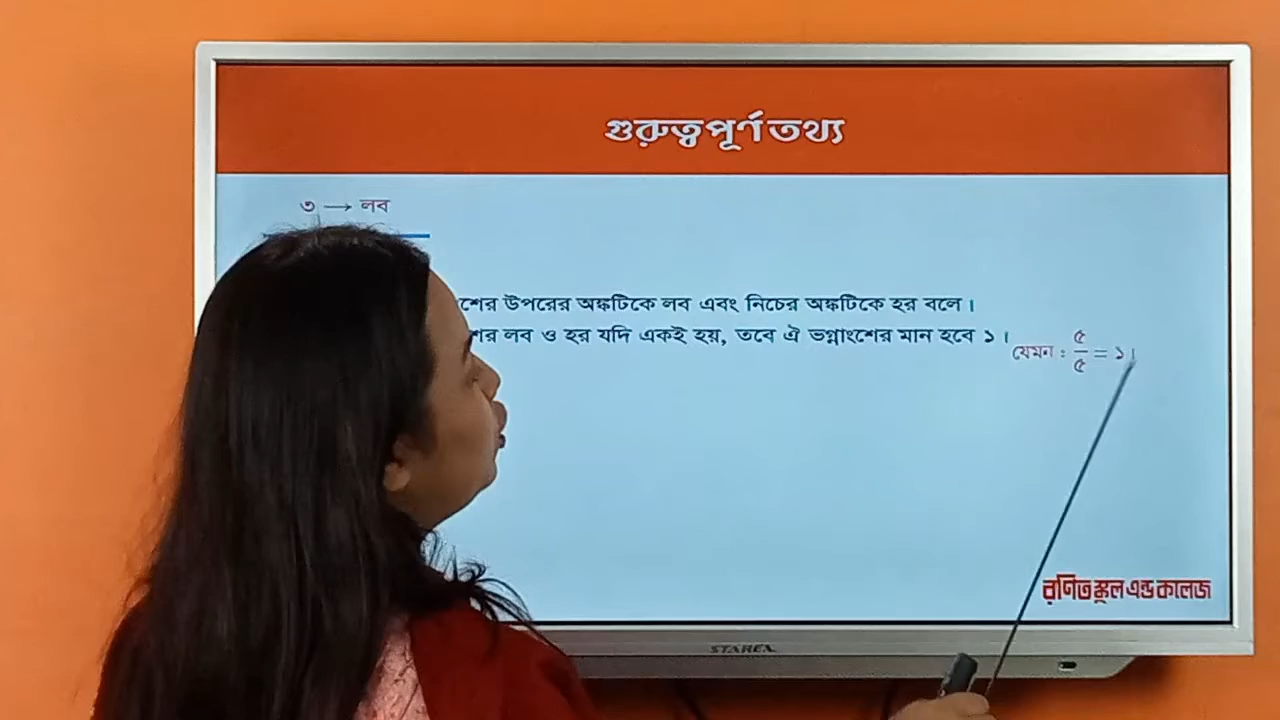 গুরুত্বপূর্ণ তথ্য
৩ → লব
শের উপরের অঙ্কটিকে লব এবং নিচের অঙ্কটিকে হর বলে।
লব ও হর যদি একই হয়, তবে ঐ ভগ্নাংশের মান হবে ১।
যেমন : ৫/৫ = ১।
রণিত স্কুল এন্ড কলেজ
STAREX